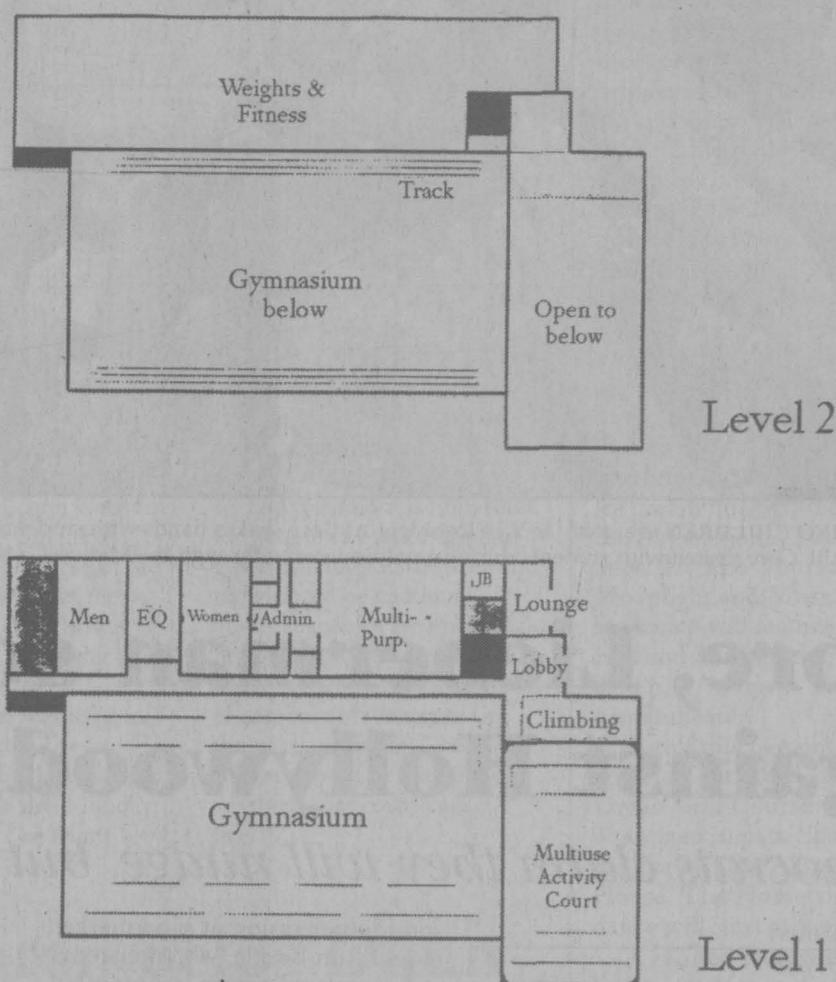 Weights &
Fitness
Track
Gymnasium
below
Open to
below
Level 2
Men
EQ
Women
Admin.
Multi-
Purp.
JB
Lounge
Lobby
Climbing
Gymnasium
Multiuse
Activity
Court
Level 1